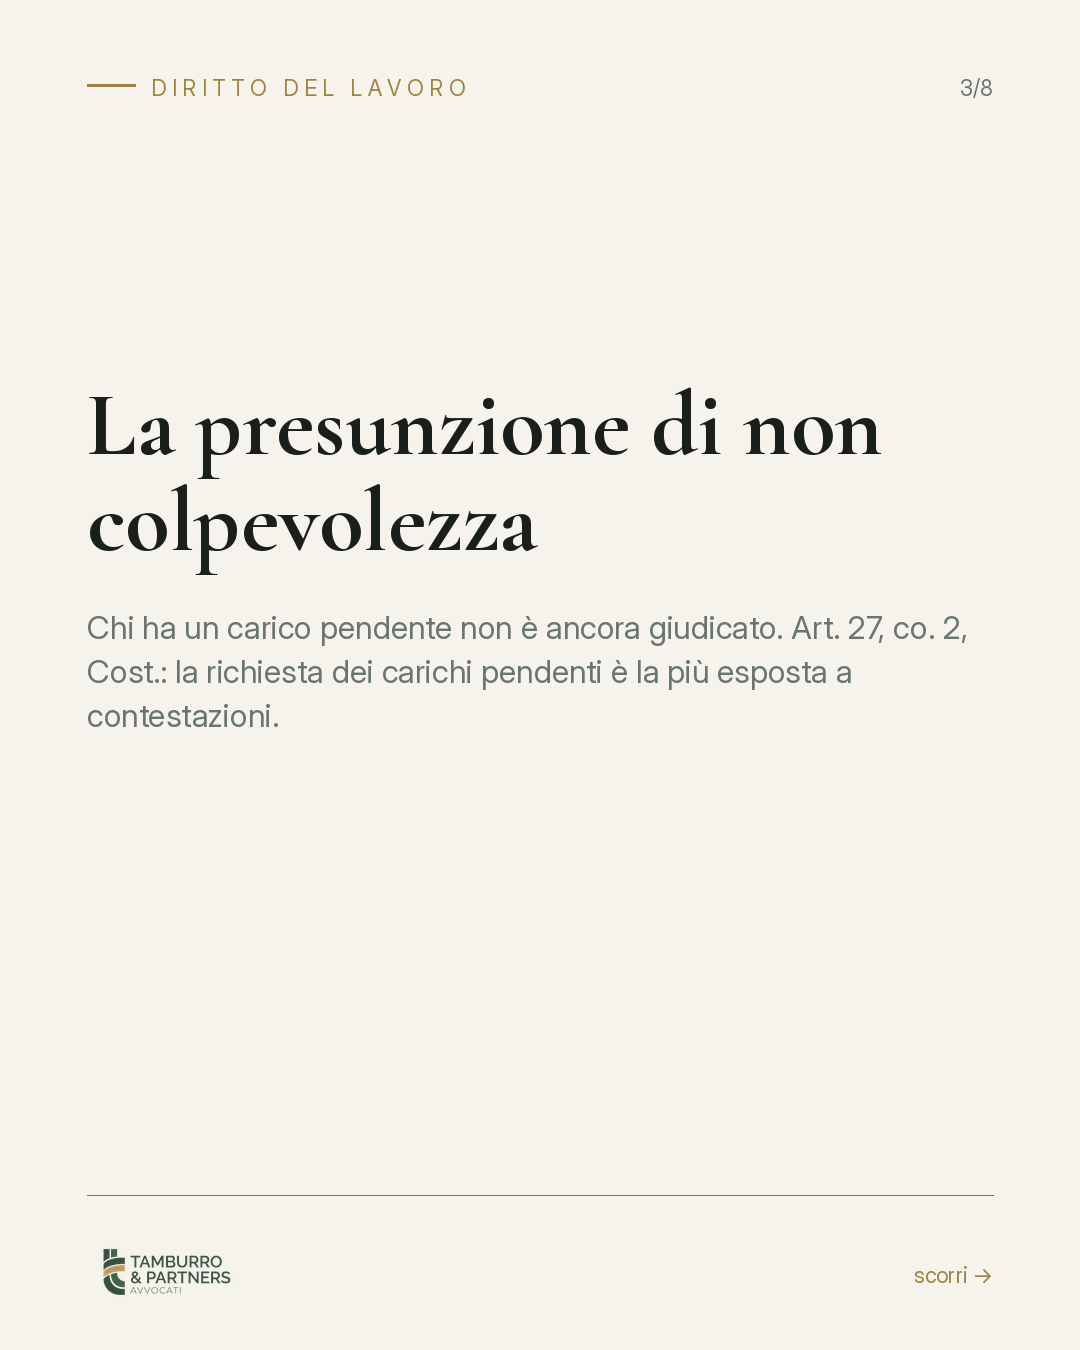 DIRITTO DEL LAVORO
3/8
La presunzione di non
colpevolezza
Chi ha un carico pendente non è ancora giudicato. Art. 27, co. 2,
Cost.: la richiesta dei carichi pendenti è la più esposta a
contestazioni.
TAMBURRO
& PARTNERS
AVVOCATI
scorri →